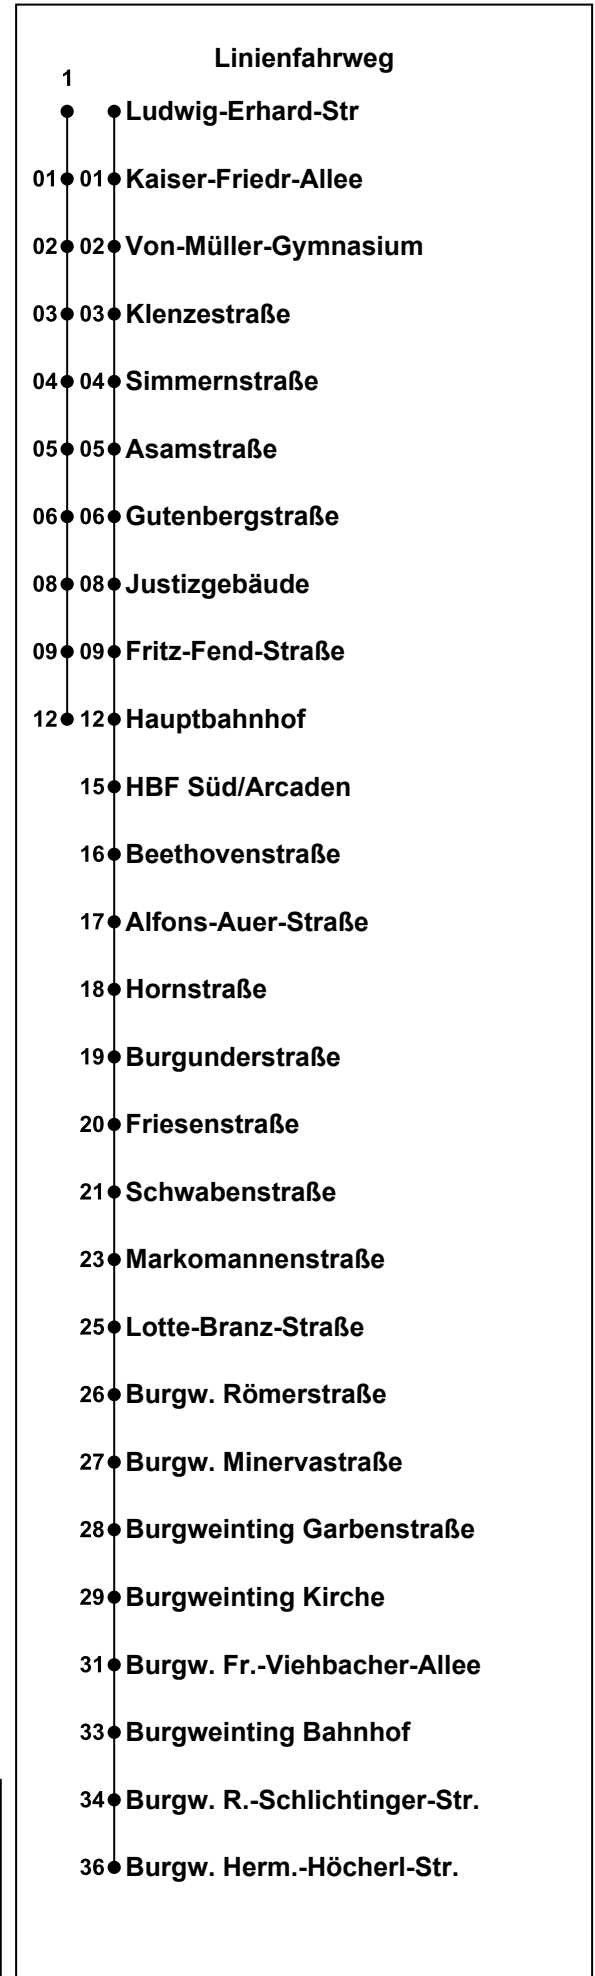 Linienfahrweg
1
Ludwig-Erhard-Str
01 01 Kaiser-Friedr-Allee
02 02 Von-Müller-Gymnasium
03 03 Klenzestraße
04 04 Simmernstraße
05 05 Asamstraße
06 06 Gutenbergstraße
08 08 Justizgebäude
09 09 Fritz-Fend-Straße
12 12 Hauptbahnhof
15 HBF Süd/Arcaden
16 Beethovenstraße
17 Alfons-Auer-Straße
18 Hornstraße
19 Burgunderstraße
20 Friesenstraße
21 Schwabenstraße
23 Markomannenstraße
25 Lotte-Branz-Straße
26 Burgw. Römerstraße
27 Burgw. Minervastraße
28 Burgweinting Garbenstraße
29 Burgweinting Kirche
31 Burgw. Fr.-Viehbacher-Allee
33 Burgweinting Bahnhof
34 Burgw. R.-Schlichtinger-Str.
36 Burgw. Herm.-Höcherl-Str.